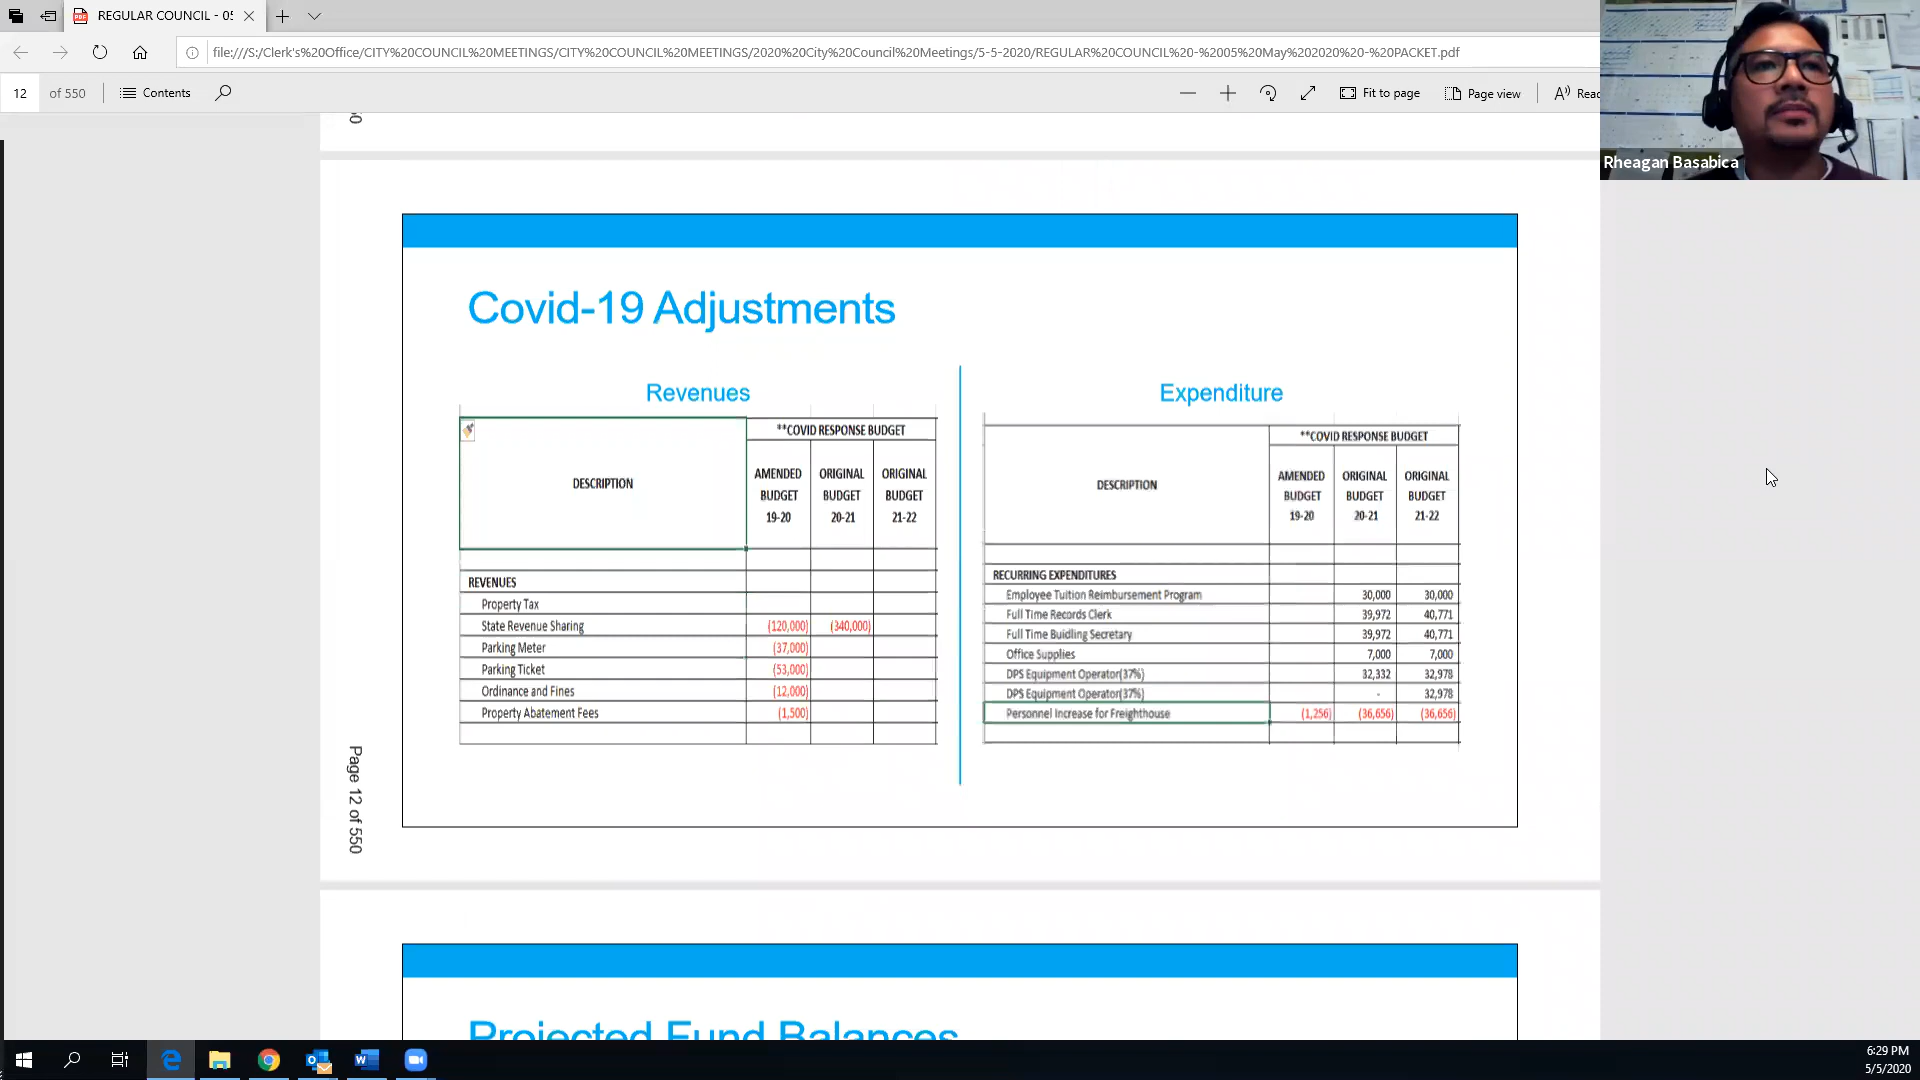 REGULAR COUNCIL - 05
file:///S:/Clerk's%20Office/CITY%20COUNCIL%20MEETINGS/CITY%20COUNCIL%20MEETINGS/2020%20City%20Council%20Meetings/5-5-2020/REGULAR%20COUNCIL%20-%2005%20May%202020%20-%20PACKET.pdf
12 of 550 Contents Fit to page Page view Read
Rheagan Basabica
Covid-19 Adjustments
Revenues
**COVID RESPONSE BUDGET
DESCRIPTION
AMENDED BUDGET 19-20
ORIGINAL BUDGET 20-21
ORIGINAL BUDGET 21-22
REVENUES
Property Tax
State Revenue Sharing (120,000) (340,000)
Parking Meter (37,000)
Parking Ticket (53,000)
Ordinance and Fines (12,000)
Property Abatement Fees (1,500)
Expenditure
**COVID RESPONSE BUDGET
DESCRIPTION
AMENDED BUDGET 19-20
ORIGINAL BUDGET 20-21
ORIGINAL BUDGET 21-22
RECURRING EXPENDITURES
Employee Tuition Reimbursement Program 30,000 30,000
Full Time Records Clerk 39,972 40,771
Full Time Buidling Secretary 39,972 40,771
Office Supplies 7,000 7,000
DPS Equipment Operator(37%) 32,332 32,978
DPS Equipment Operator(37%) - 32,978
Personnel Increase for Freighthouse (1,256) (36,656) (36,656)
Page 12 of 550
Projected Fund Balances
6:29 PM
5/5/2020